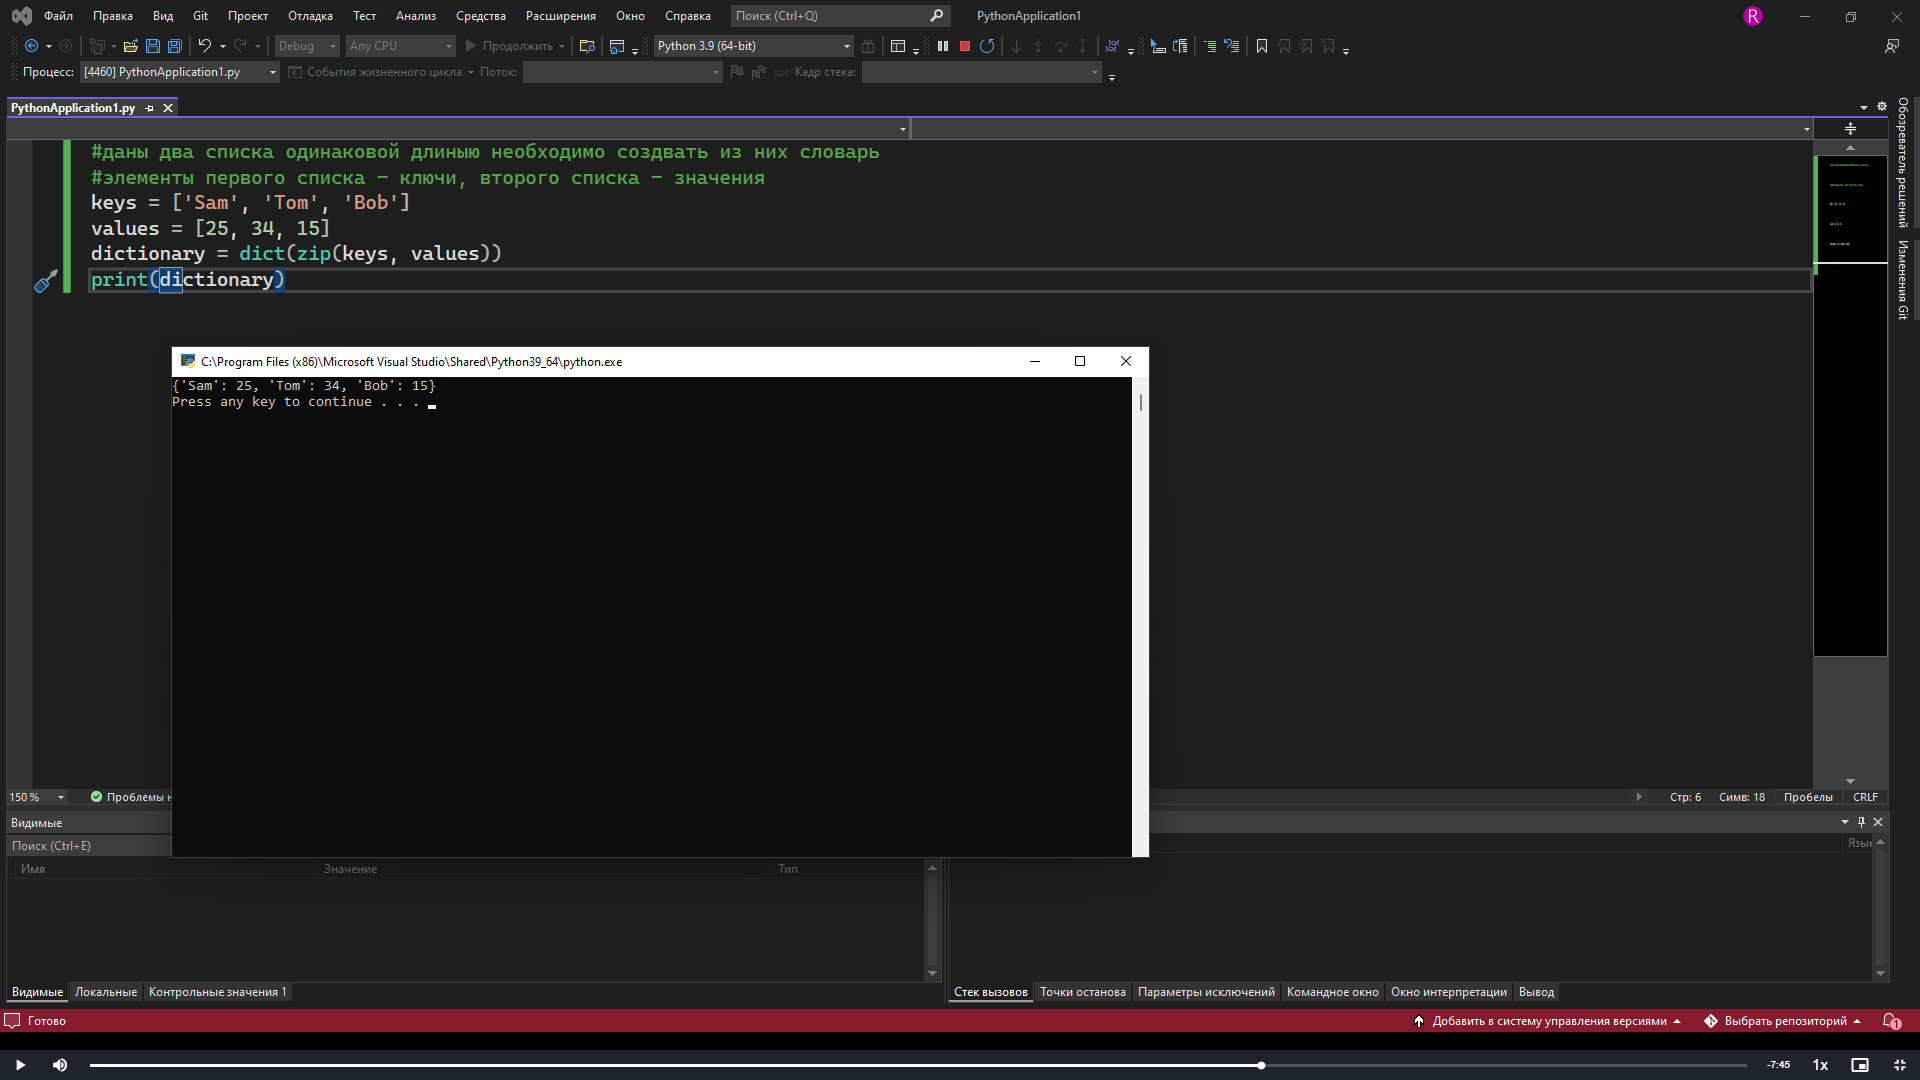 Файл Правка Вид Git Проект Отладка Тест Анализ Средства Расширения Окно Справка Поиск (Ctrl+Q) PythonApplication1 R
Debug Any CPU Продолжить Python 3.9 (64-bit)
Процесс: [4460] PythonApplication1.py События жизненного цикла Поток: Кадр стека:
PythonApplication1.py
#даны два списка одинаковой длиныю необходимо создвать из них словарь
#элементы первого списка - ключи, второго списка - значения
keys = ['Sam', 'Tom', 'Bob']
values = [25, 34, 15]
dictionary = dict(zip(keys, values))
print(dictionary)
Обозреватель решений
Изменения Git
C:\Program Files (x86)\Microsoft Visual Studio\Shared\Python39_64\python.exe
{'Sam': 25, 'Tom': 34, 'Bob': 15}
Press any key to continue . . .
150 % Проблемы н Стр: 6 Симв: 18 Пробелы CRLF
Видимые
Поиск (Ctrl+E)
Язык
Имя Значение Тип
Видимые Локальные Контрольные значения 1
Стек вызовов Точки останова Параметры исключений Командное окно Окно интерпретации Вывод
Готово Добавить в систему управления версиями Выбрать репозиторий 1
-7:45 1x